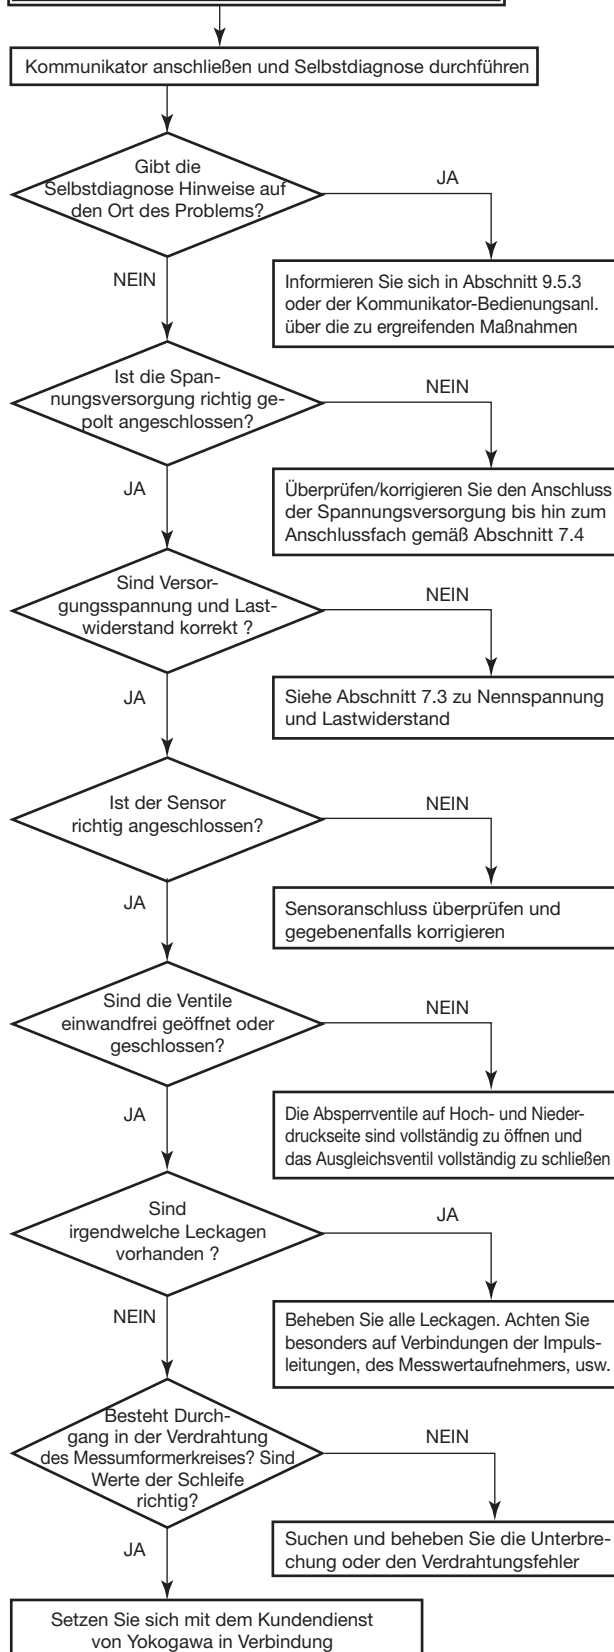 Kommunikator anschließen und Selbstdiagnose durchführen
Gibt die
Selbstdiagnose Hinweise auf
den Ort des Problems?
JA
NEIN
Informieren Sie sich in Abschnitt 9.5.3
oder der Kommunikator-Bedienungsanl.
über die zu ergreifenden Maßnahmen
Ist die Span-
nungsversorgung richtig ge-
polt angeschlossen?
NEIN
JA
Überprüfen/korrigieren Sie den Anschluss
der Spannungsversorgung bis hin zum
Anschlussfach gemäß Abschnitt 7.4
Sind Versor-
gungsspannung und Last-
widerstand korrekt ?
NEIN
JA
Siehe Abschnitt 7.3 zu Nennspannung
und Lastwiderstand
Ist der Sensor
richtig angeschlossen?
NEIN
JA
Sensoranschluss überprüfen und
gegebenenfalls korrigieren
Sind die Ventile
einwandfrei geöffnet oder
geschlossen?
NEIN
JA
Die Absperrventile auf Hoch- und Nieder-
druckseite sind vollständig zu öffnen und
das Ausgleichsventil vollständig zu schließen
Sind
irgendwelche Leckagen
vorhanden ?
JA
NEIN
Beheben Sie alle Leckagen. Achten Sie
besonders auf Verbindungen der Impuls-
leitungen, des Messwertaufnehmers, usw.
Besteht Durch-
gang in der Verdrahtung
des Messumformerkreises? Sind
Werte der Schleife
richtig?
NEIN
JA
Suchen und beheben Sie die Unterbre-
chung oder den Verdrahtungsfehler
Setzen Sie sich mit dem Kundendienst
von Yokogawa in Verbindung